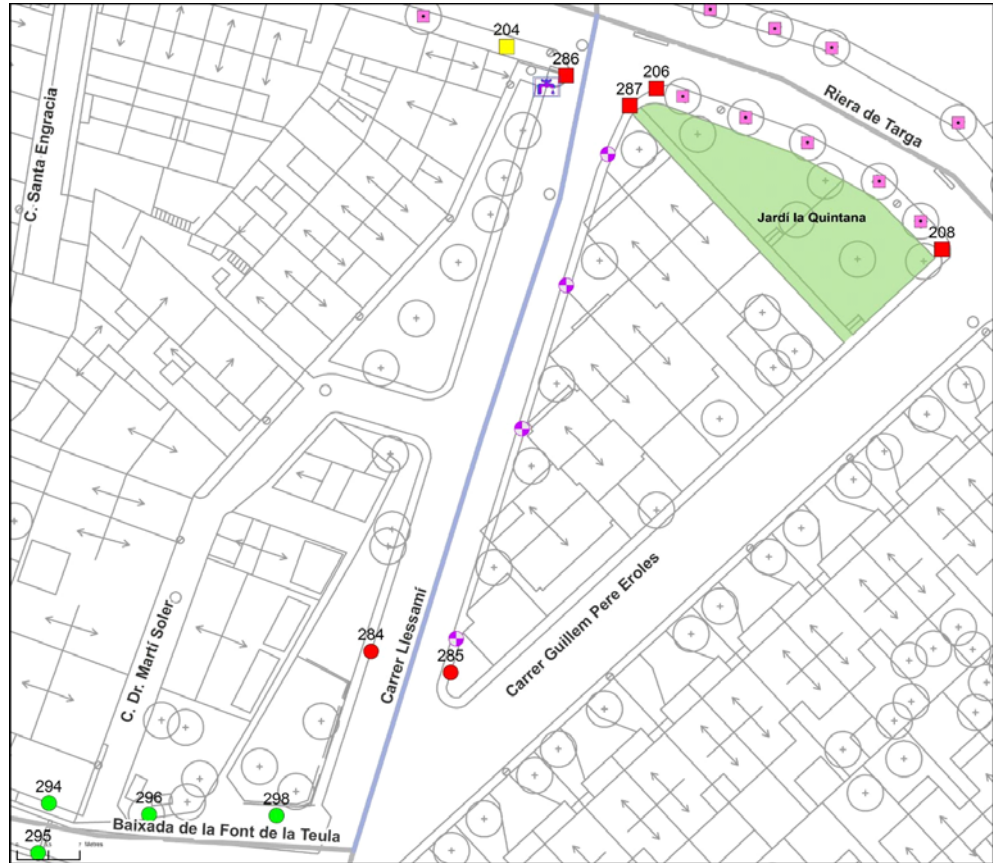 204
286
206
287
Riera de Targa
C. Santa Engracia
Jardí la Quintana
208
Carrer Guillem Pere Eroles
Carrer Llessamí
C. Dr. Martí Soler
284
285
294
296
298
Baixada de la Font de la Teula
295